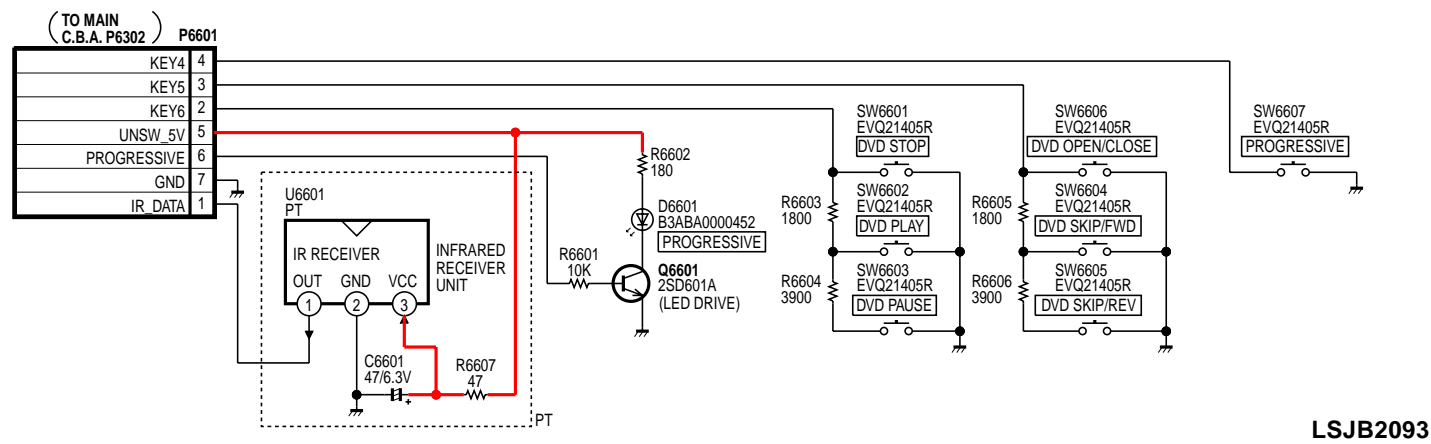 TO MAIN
C.B.A. P6302
P6601
KEY4 4
KEY5 3
KEY6 2
UNSW_5V 5
PROGRESSIVE 6
GND 7
IR_DATA 1
U6601
PT
IR RECEIVER
OUT GND VCC
1 2 3
INFRARED
RECEIVER
UNIT
C6601
47/6.3V
+
R6607
47
PT
R6602
180
D6601
B3ABA0000452
PROGRESSIVE
R6601
10K
Q6601
2SD601A
(LED DRIVE)
SW6601
EVQ21405R
DVD STOP
R6603
1800
SW6602
EVQ21405R
DVD PLAY
R6604
3900
SW6603
EVQ21405R
DVD PAUSE
SW6606
EVQ21405R
DVD OPEN/CLOSE
R6605
1800
SW6604
EVQ21405R
DVD SKIP/FWD
R6606
3900
SW6605
EVQ21405R
DVD SKIP/REV
SW6607
EVQ21405R
PROGRESSIVE
LSJB2093